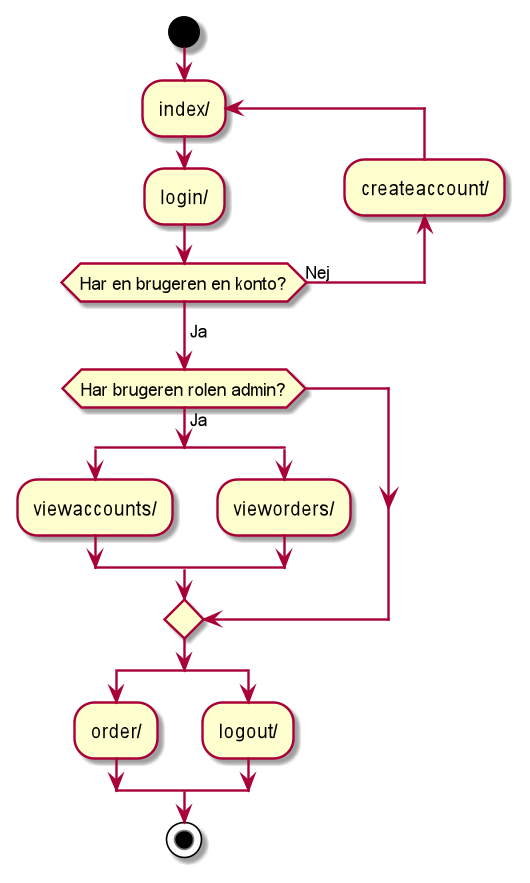 index/
login/
createaccount/
Har en brugeren en konto?
Nej
Ja
Har brugeren rolen admin?
Ja
viewaccounts/
vieworders/
order/
logout/